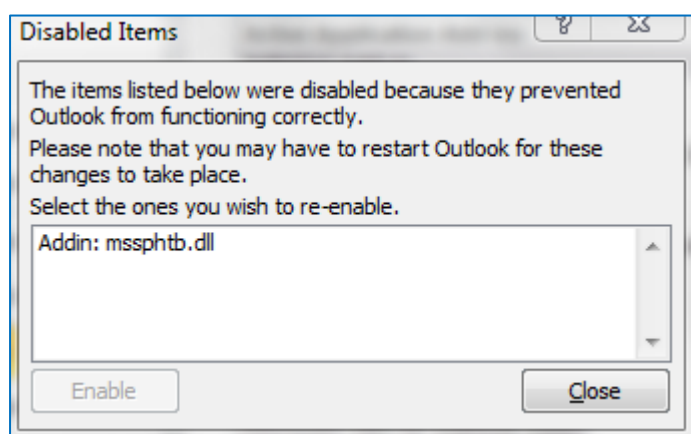 Disabled Items
The items listed below were disabled because they prevented
Outlook from functioning correctly.
Please note that you may have to restart Outlook for these
changes to take place.
Select the ones you wish to re-enable.
Addin: mssphtb.dll
Enable
Close